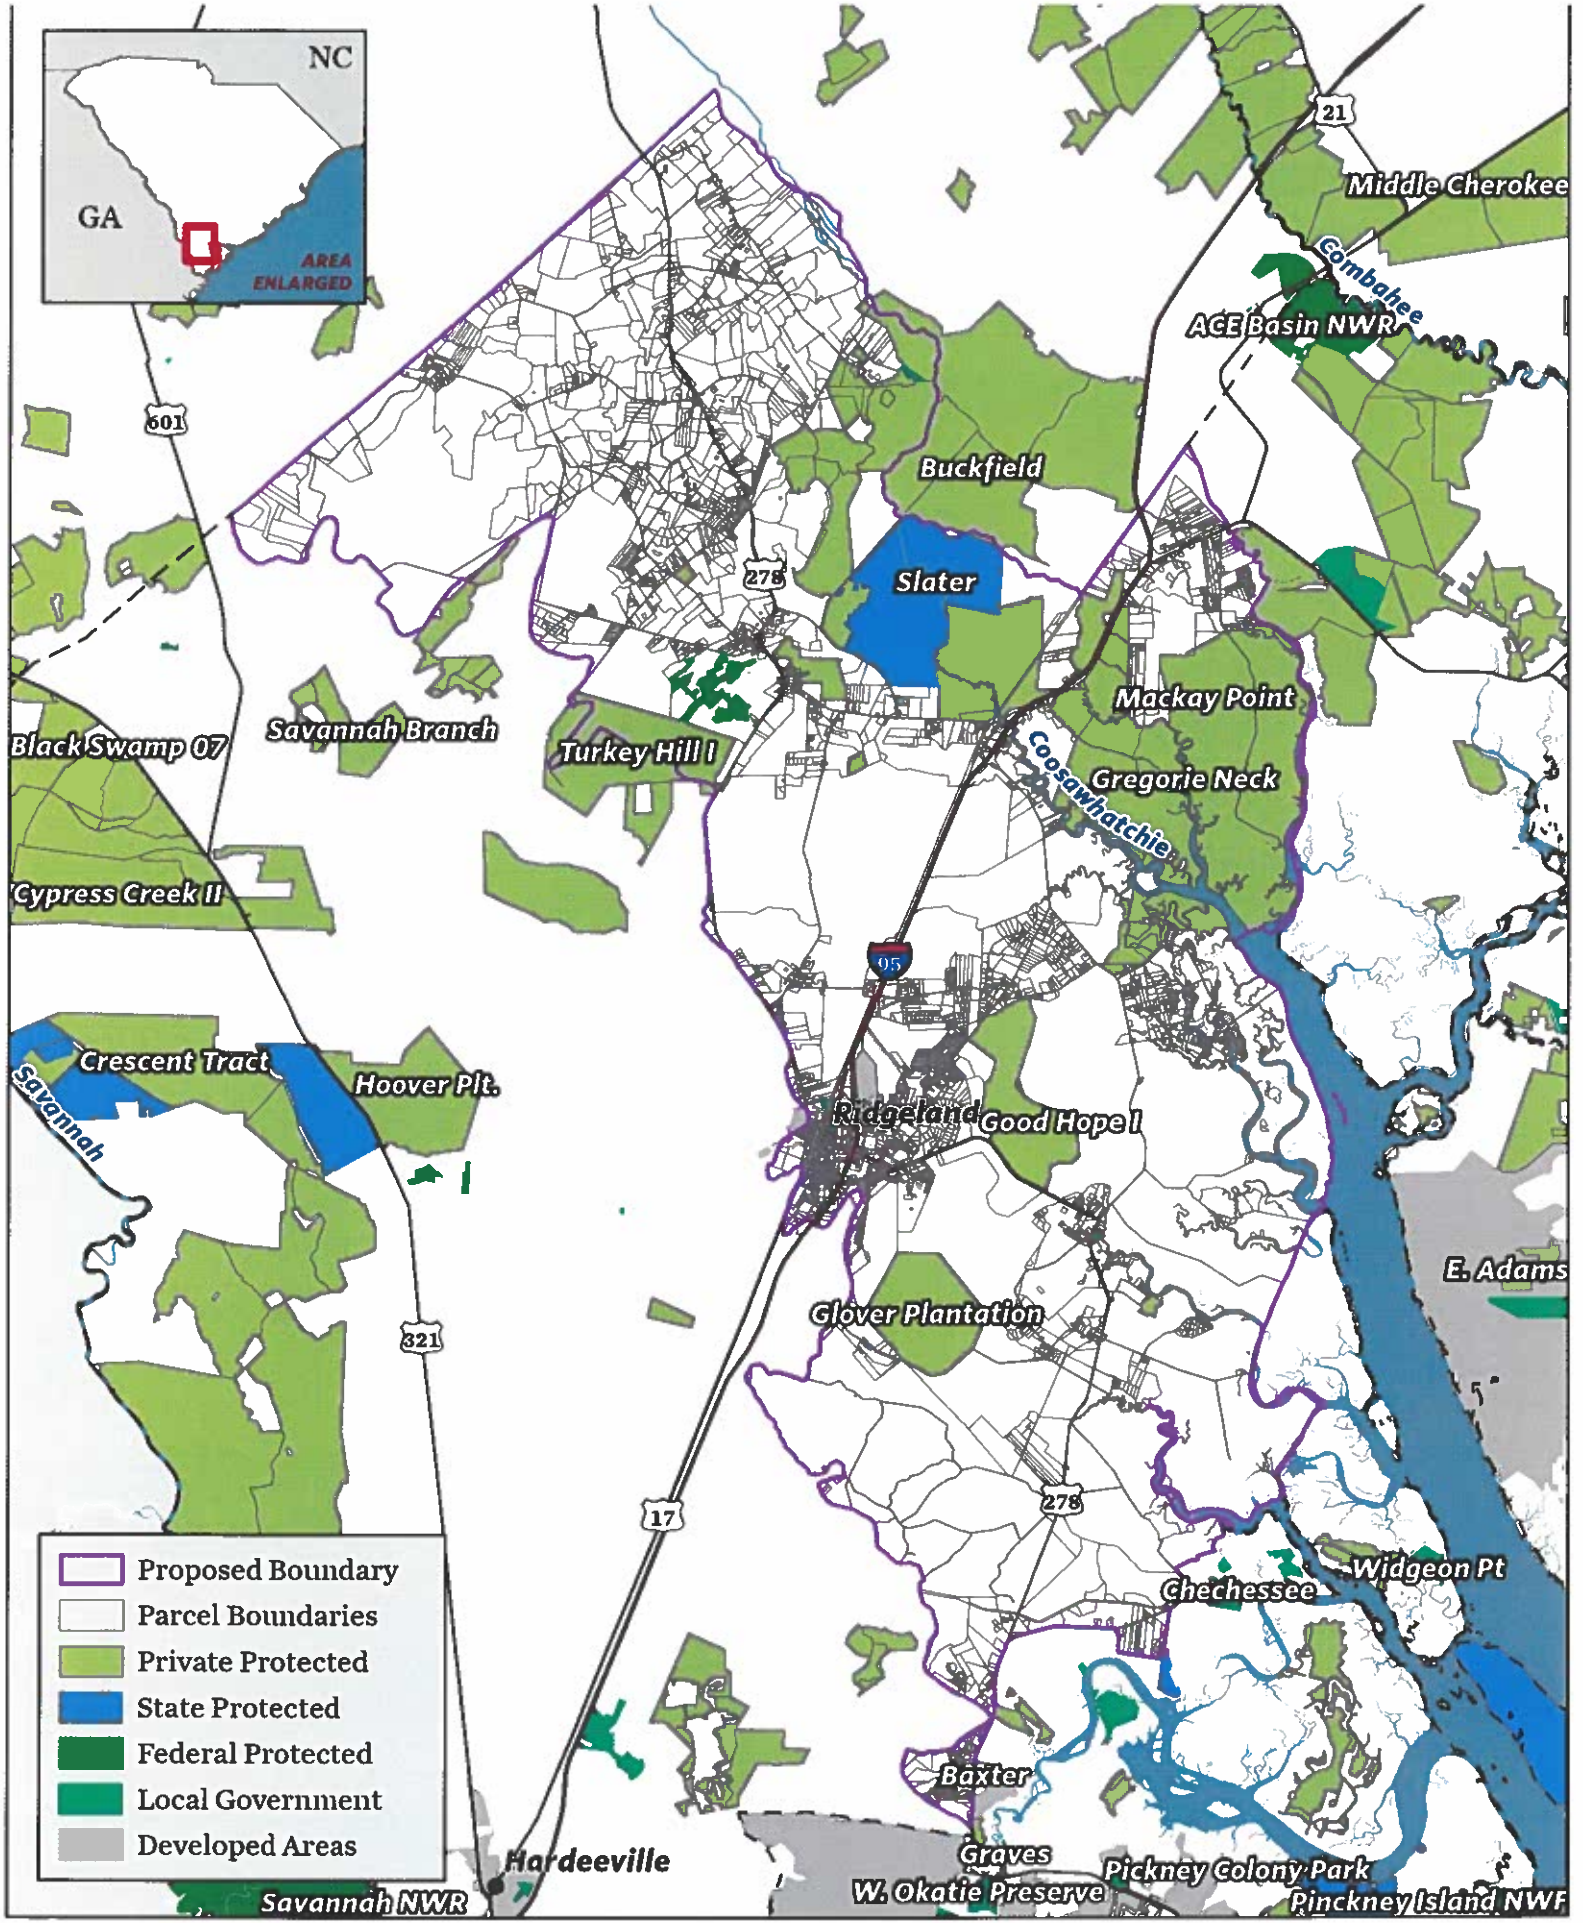 NC
GA
AREA
ENLARGED
21
Middle Cherokee
Combahee
ACE Basin NWR
601
Buckfield
278
Slater
Mackay Point
Savannah Branch
Black Swamp 07
Turkey Hill I
Coosawhatchie
Gregorie Neck
Cypress Creek II
95
Crescent Tract
Hoover Plt.
Savannah
Ridgeland
Good Hope I
E. Adams
Glover Plantation
321
278
17
Proposed Boundary
Parcel Boundaries
Private Protected
State Protected
Federal Protected
Local Government
Developed Areas
Widgeon Pt
Chechessee
Baxter
Graves
Hardeeville
Pickney Colony Park
W. Okatie Preserve
Savannah NWR
Pinckney Island NWF